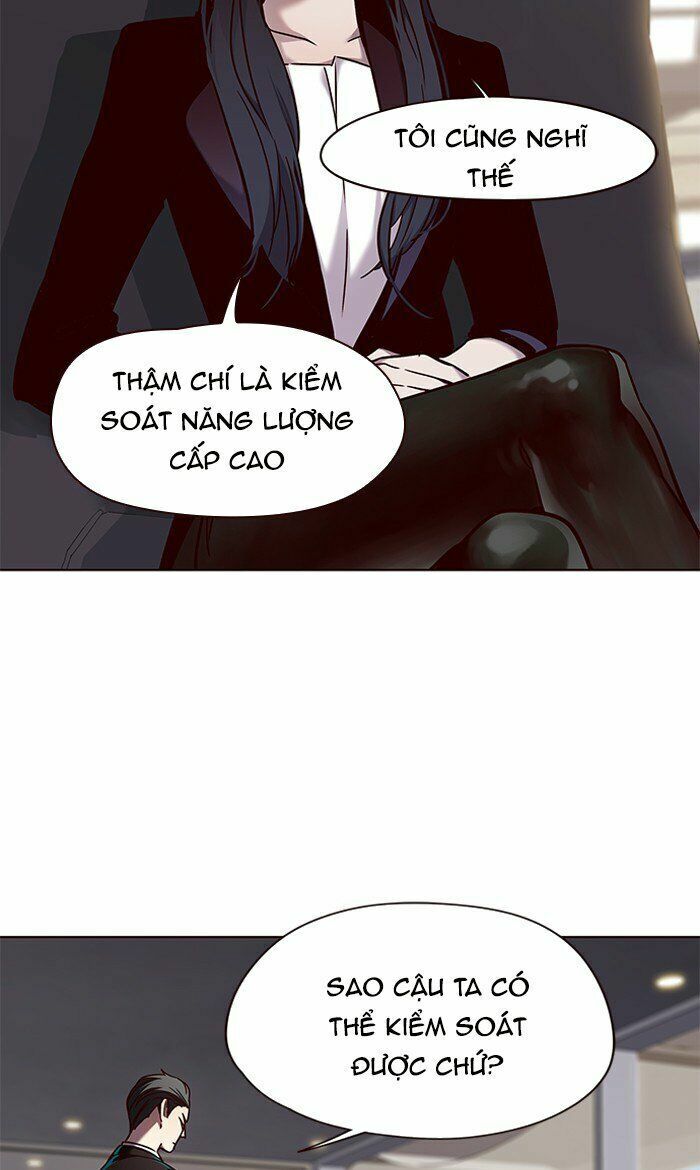 TÔI CŨNG NGHĨ
THẾ
THẬM CHÍ LÀ KIỂM
SOÁT NĂNG LƯỢNG
CẤP CAO
SAO CẬU TA CÓ
THỂ KIỂM SOÁT
ĐƯỢC CHỨ?